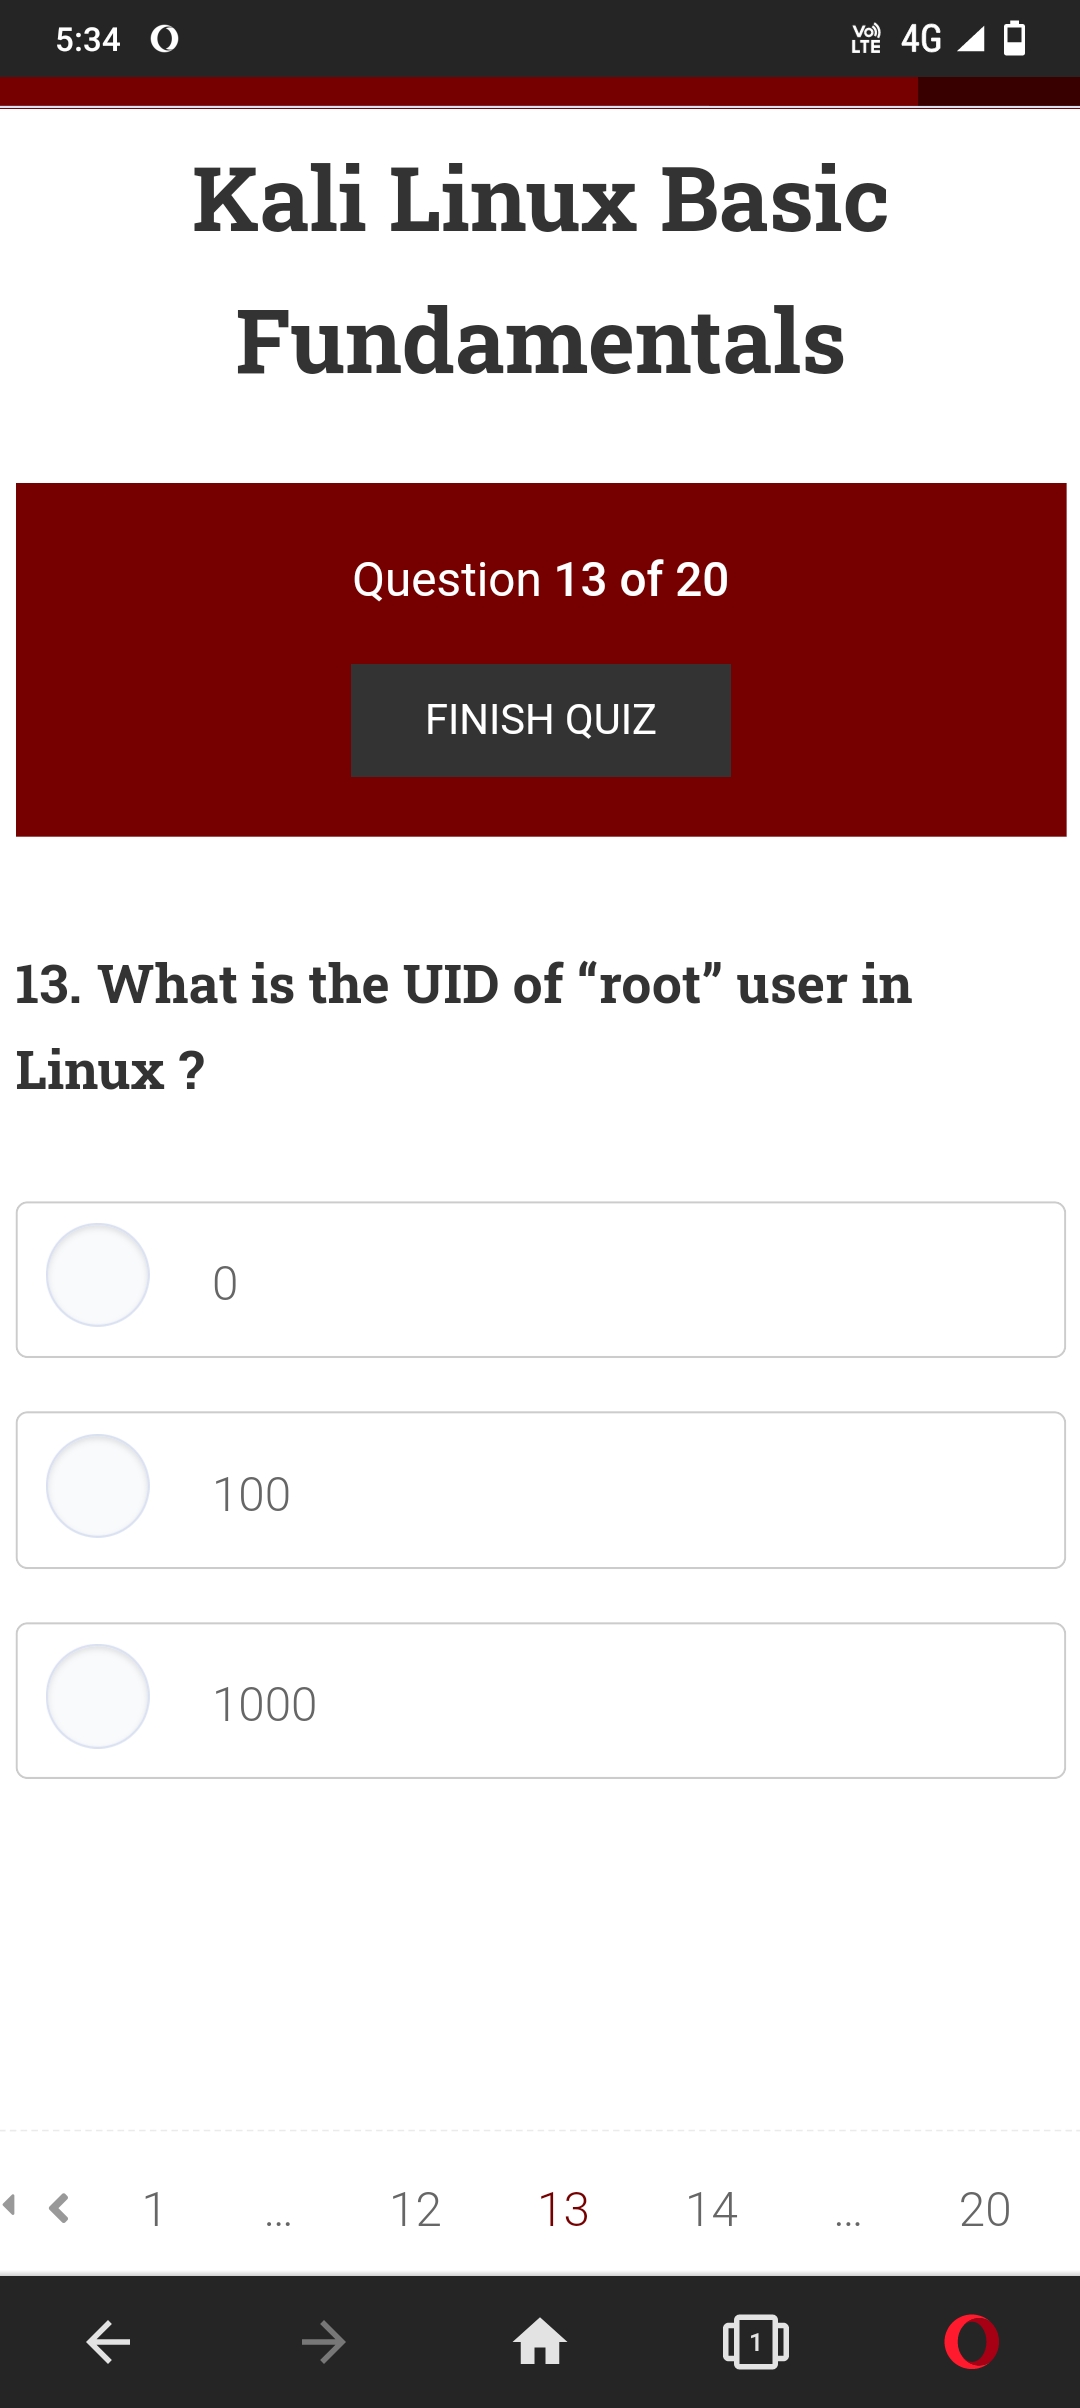 5:34
Vo)) LTE 4G
Kali Linux Basic
Fundamentals
Question 13 of 20
FINISH QUIZ
13. What is the UID of “root” user in
Linux ?
0
100
1000
1 ... 12 13 14 ... 20
1